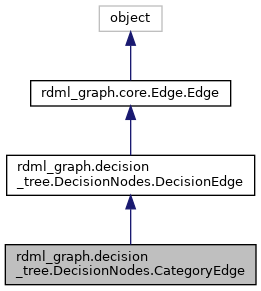 object
rdml_graph.core.Edge.Edge
rdml_graph.decision
_tree.DecisionNodes.DecisionEdge
rdml_graph.decision
_tree.DecisionNodes.CategoryEdge